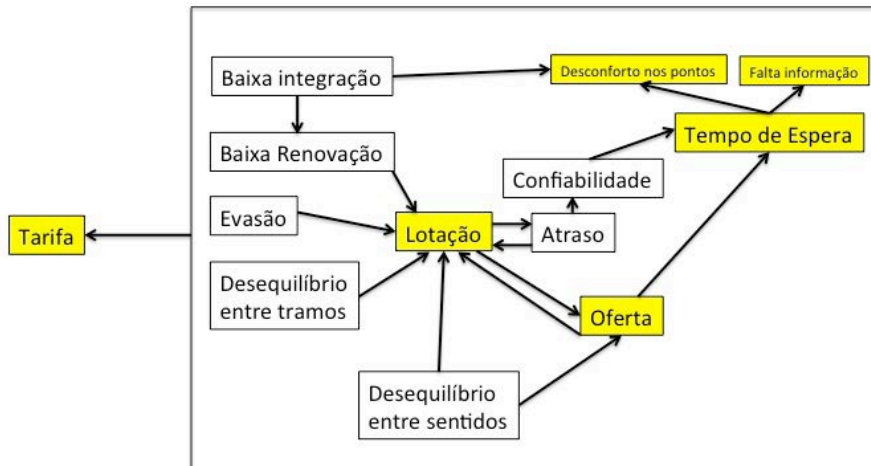 Baixa integração
Desconforto nos pontos
Falta informação
Tempo de Espera
Baixa Renovação
Confiabilidade
Evasão
Tarifa
Lotação
Atraso
Desequilíbrio
entre tramos
Oferta
Desequilíbrio
entre sentidos